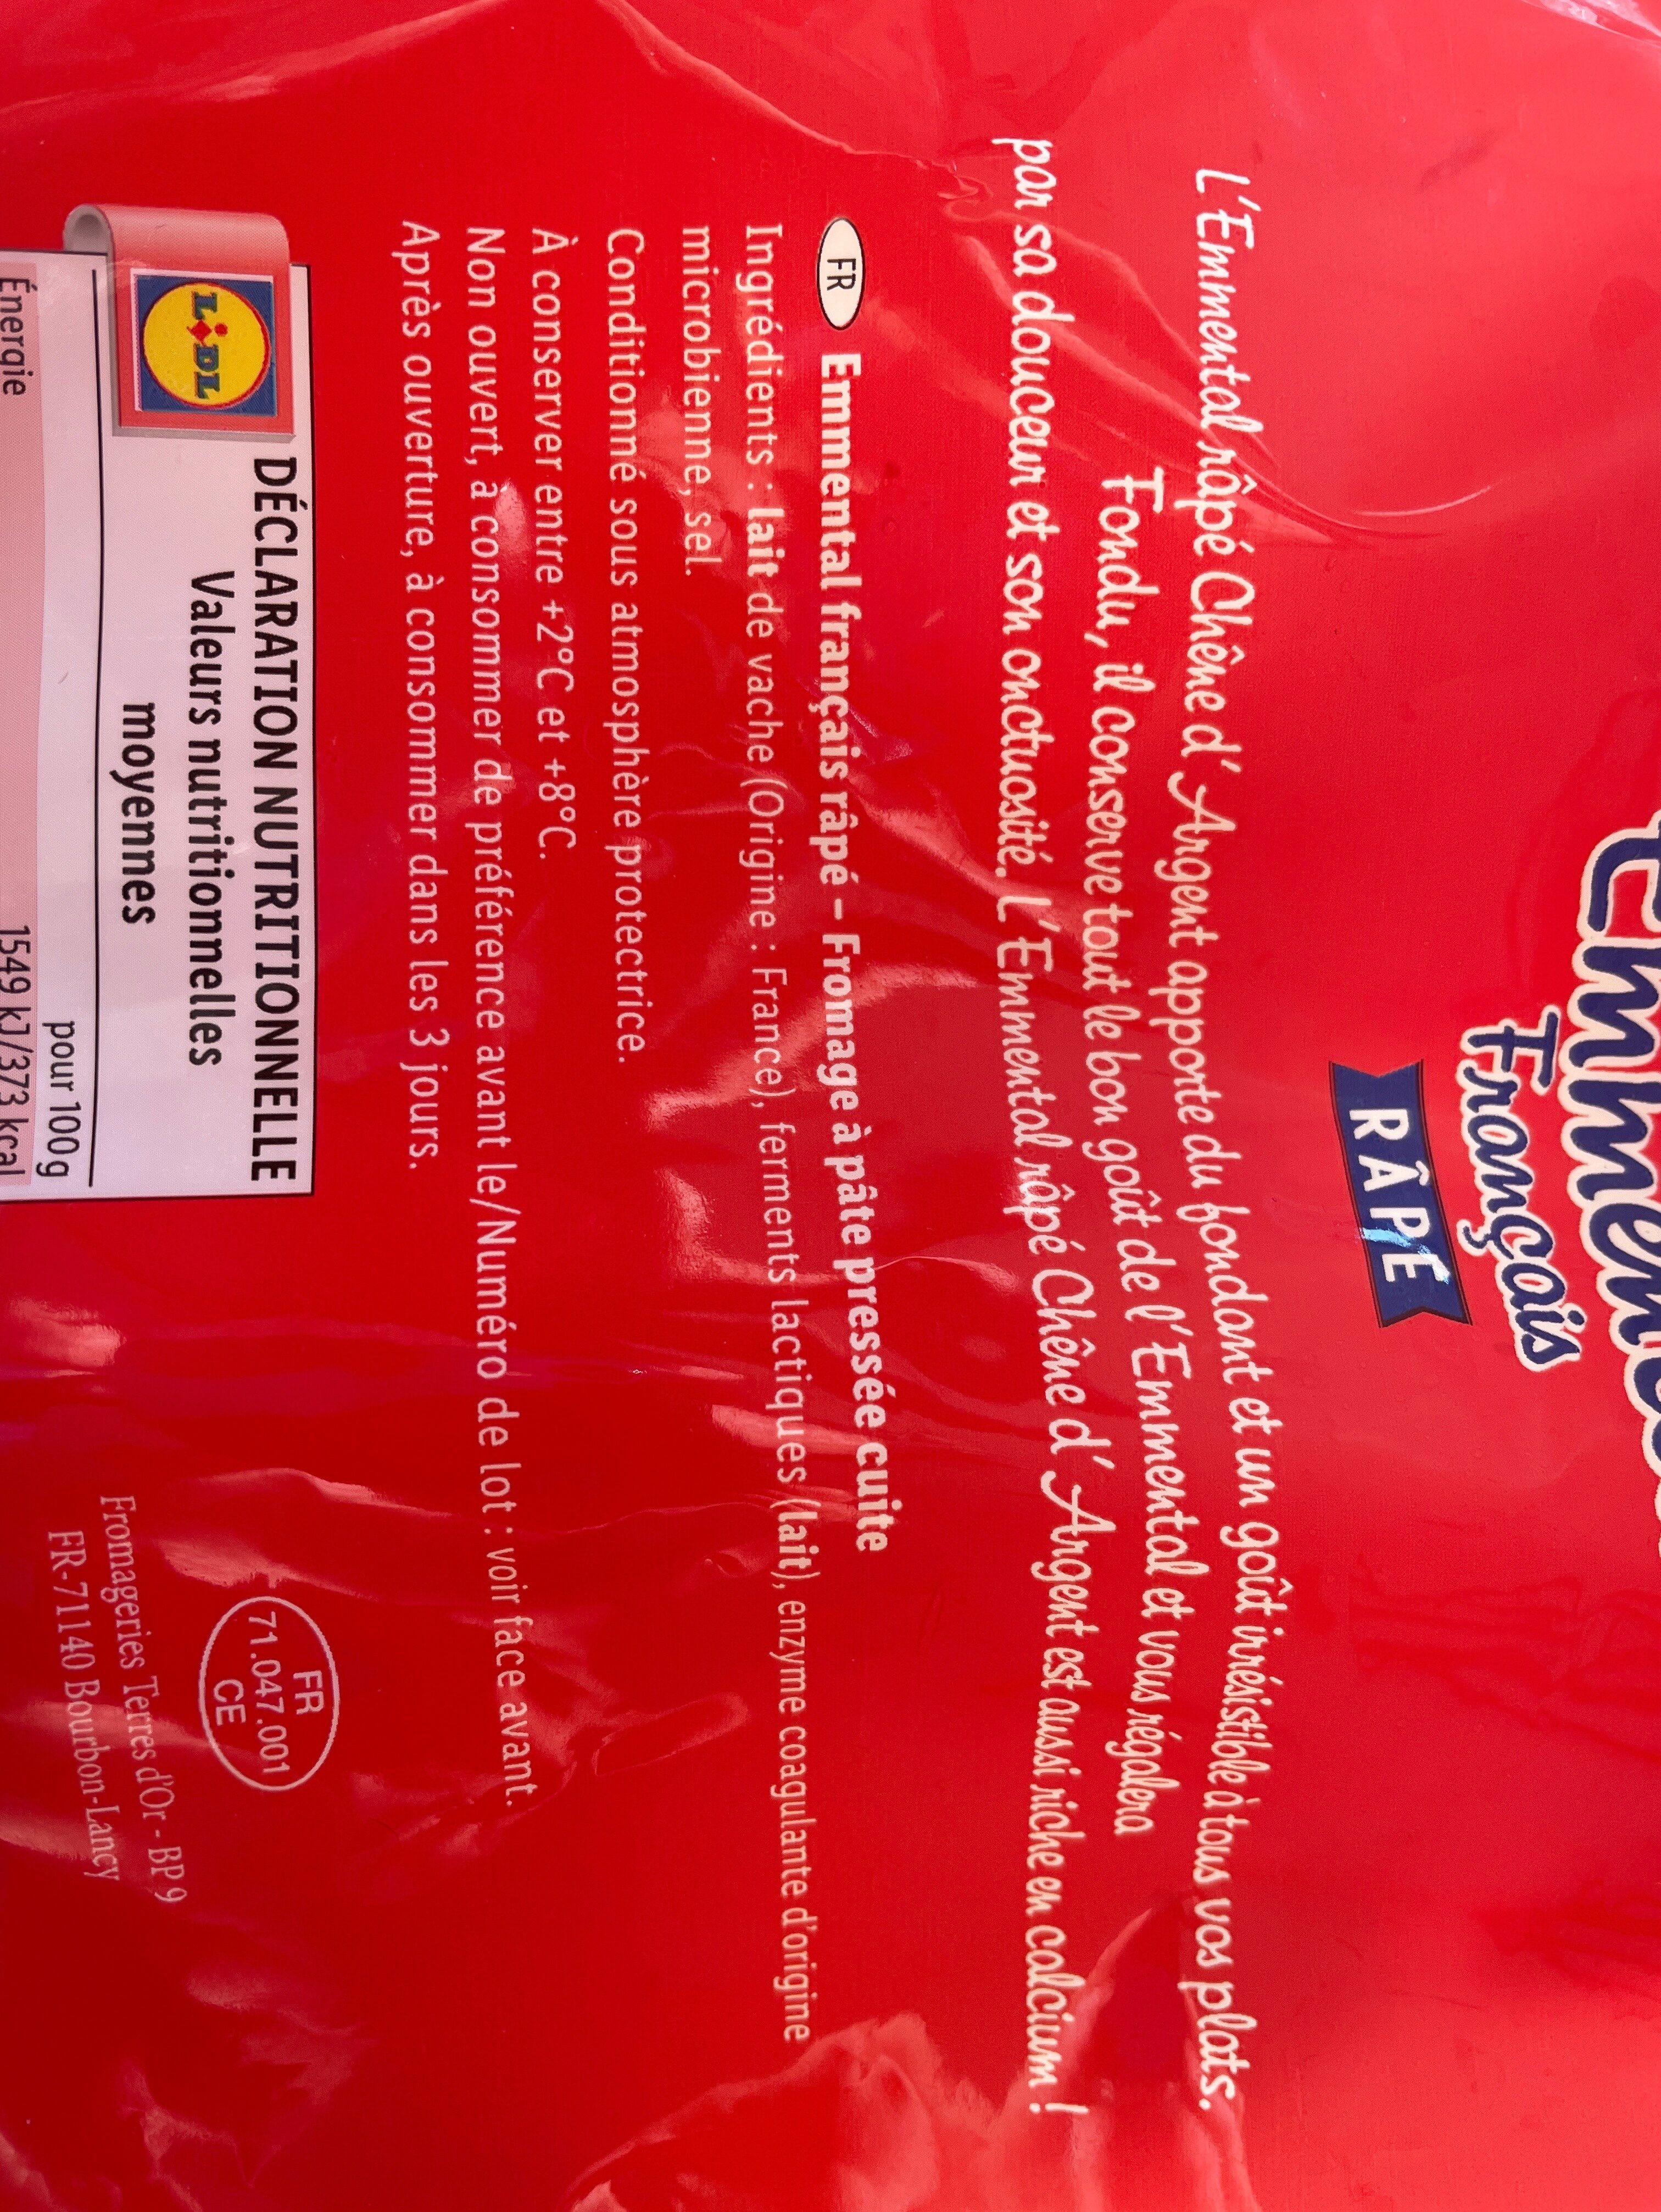 Emmental
Français
RÂPÉ
L'Emmental râpé Chêne d'Argent apporte du fondant et un goût irrésistible à tous vos plats.
Fondu, il conserve tout le bon goût de l'Emmental et vous régalera
par sa douceur et son onctuosité. L'Emmental râpé Chêne d'Argent est aussi riche en calcium !
FR Emmental français râpé – Fromage à pâte pressée cuite
Ingrédients : lait de vache (Origine : France), ferments lactiques (lait), enzyme coagulante d'origine
microbienne, sel.
Conditionné sous atmosphère protectrice.
À conserver entre +2°C et +8°C.
Non ouvert, à consommer de préférence avant le/Numéro de lot : voir face avant.
Après ouverture, à consommer dans les 3 jours.
LiDL
DÉCLARATION NUTRITIONNELLE
Valeurs nutritionnelles
moyennes
pour 100g
Énergie 1549 kJ/373 kcal
FR
71.047.001
CE
Fromageries Terres d'Or - BP 9
FR-71140 Bourbon-Lancy